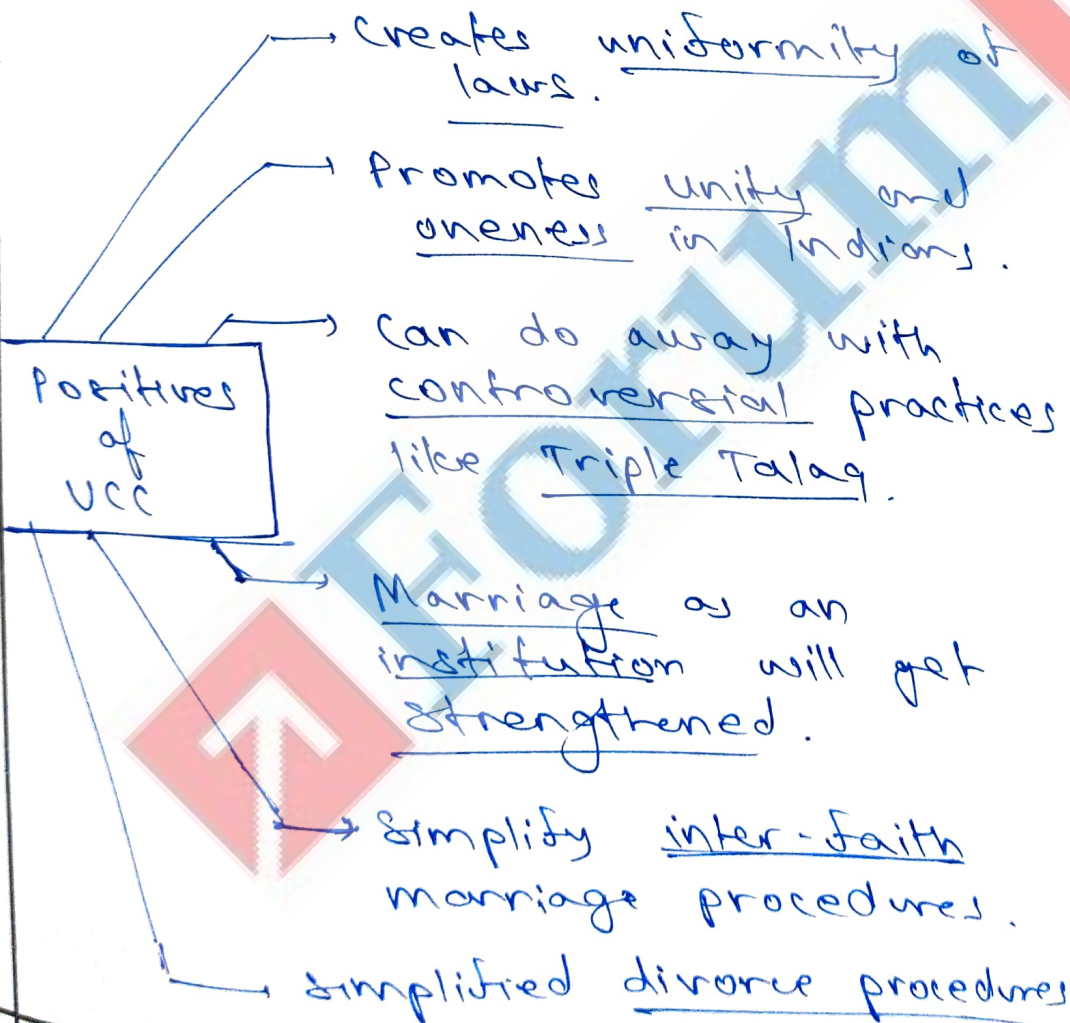 Creates uniformity of
laws.
Promotes unity and
oneness in Indians.
Can do away with
controversial practices
like Triple Talaq.
Positives
of
UCC
Marriage as an
institution will get
strengthened.
Simplify inter-faith
marriage procedures.
simplified divorce procedures
Forum